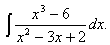 ∫ (x³ − 6)/(x² − 3x + 2) dx.